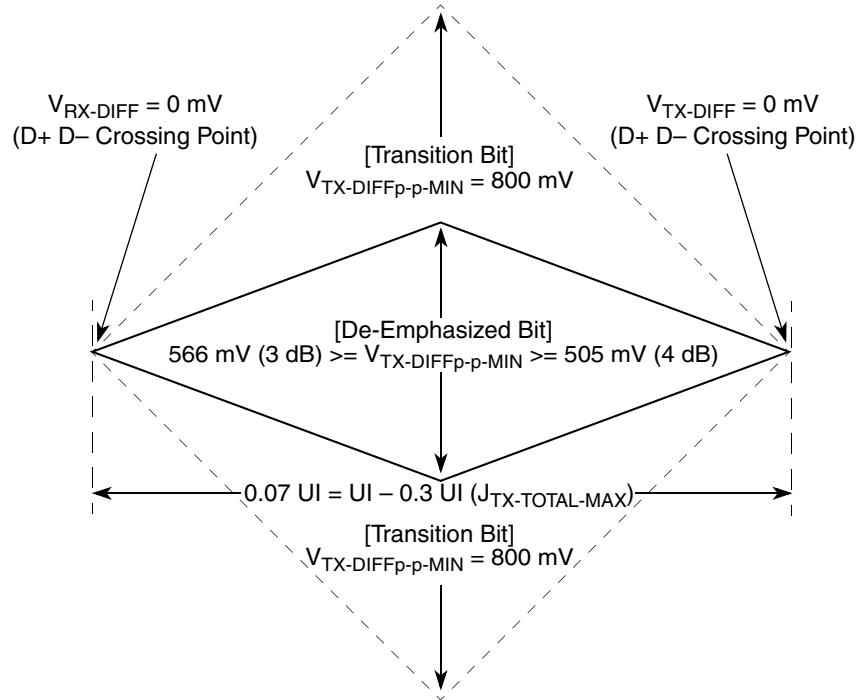 V_RX-DIFF = 0 mV
(D+ D– Crossing Point)
V_TX-DIFF = 0 mV
(D+ D– Crossing Point)
[Transition Bit]
V_TX-DIFFp-p-MIN = 800 mV
[De-Emphasized Bit]
566 mV (3 dB) >= V_TX-DIFFp-p-MIN >= 505 mV (4 dB)
0.07 UI = UI – 0.3 UI (J_TX-TOTAL-MAX)
[Transition Bit]
V_TX-DIFFp-p-MIN = 800 mV